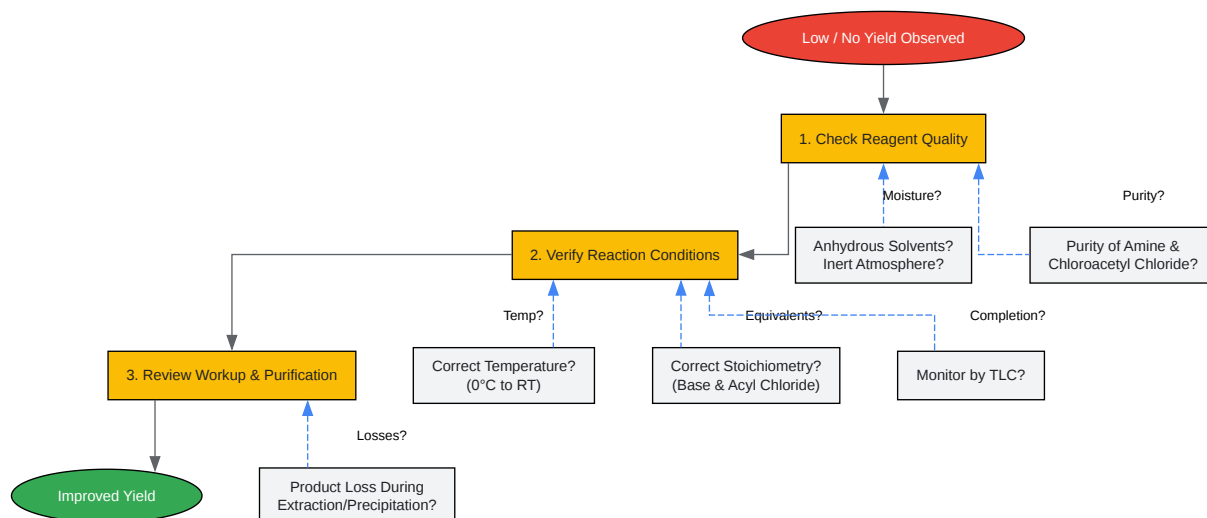 Low / No Yield Observed
1. Check Reagent Quality
Moisture?
Purity?
Anhydrous Solvents?
Inert Atmosphere?
Purity of Amine &
Chloroacetyl Chloride?
2. Verify Reaction Conditions
Temp?
Equivalents?
Completion?
Correct Temperature?
(0°C to RT)
Correct Stoichiometry?
(Base & Acyl Chloride)
Monitor by TLC?
3. Review Workup & Purification
Losses?
Product Loss During
Extraction/Precipitation?
Improved Yield